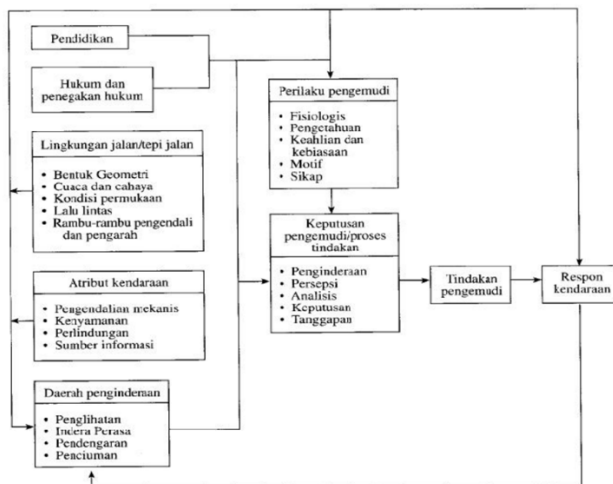 Pendidikan
Hukum dan
penegakan hukum
Lingkungan jalan/tepi jalan
• Bentuk Geometri
• Cuaca dan cahaya
• Kondisi permukaan
• Lalu lintas
• Rambu-rambu pengendali
dan pengarah
Atribut kendaraan
• Pengendalian mekanis
• Kenyamanan
• Perlindungan
• Sumber informasi
Daerah pengindeman
• Penglihatan
• Indera Perasa
• Pendengaran
• Penciuman
Perilaku pengemudi
• Fisiologis
• Pengetahuan
• Keahlian dan
kebiasaan
• Motif
• Sikap
Keputusan
pengemudi/proses
tindakan
• Penginderaan
• Persepsi
• Analisis
• Keputusan
• Tanggapan
Tindakan
pengemudi
Respon
kendaraan